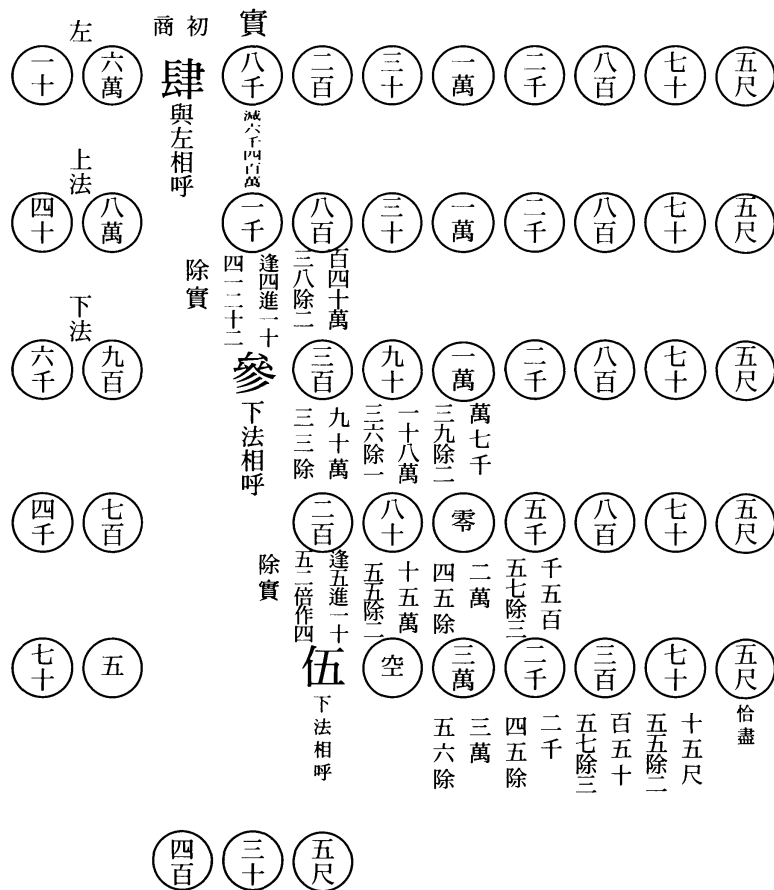 左
初商
實
一十 六萬
肆
與左相呼
八千 二百 三十 一萬 二千 八百 七十 五尺
減六千四百萬
上法
四十 八萬
一千 八百 三十 一萬 二千 八百 七十 五尺
除實
四一二十二
逢四進一十
三八除二
百四十萬
下法
六千 九百
參
下法相呼
三百 九十 一萬 二千 八百 七十 五尺
三三除
九十萬
三六除一
一十八萬
三九除二
萬七千
四千 七百
二百 八十 零 五千 八百 七十 五尺
除實
五二倍作四
逢五進一十
五五除二
十五萬
四五除
二萬
五七除三
千五百
七十 五
伍
下法相呼
空 三萬 二千 三百 七十 五尺
恰盡
五六除
三萬
四五除
二千
五七除三
百五十
五五除二
十五尺
四百 三十 五尺